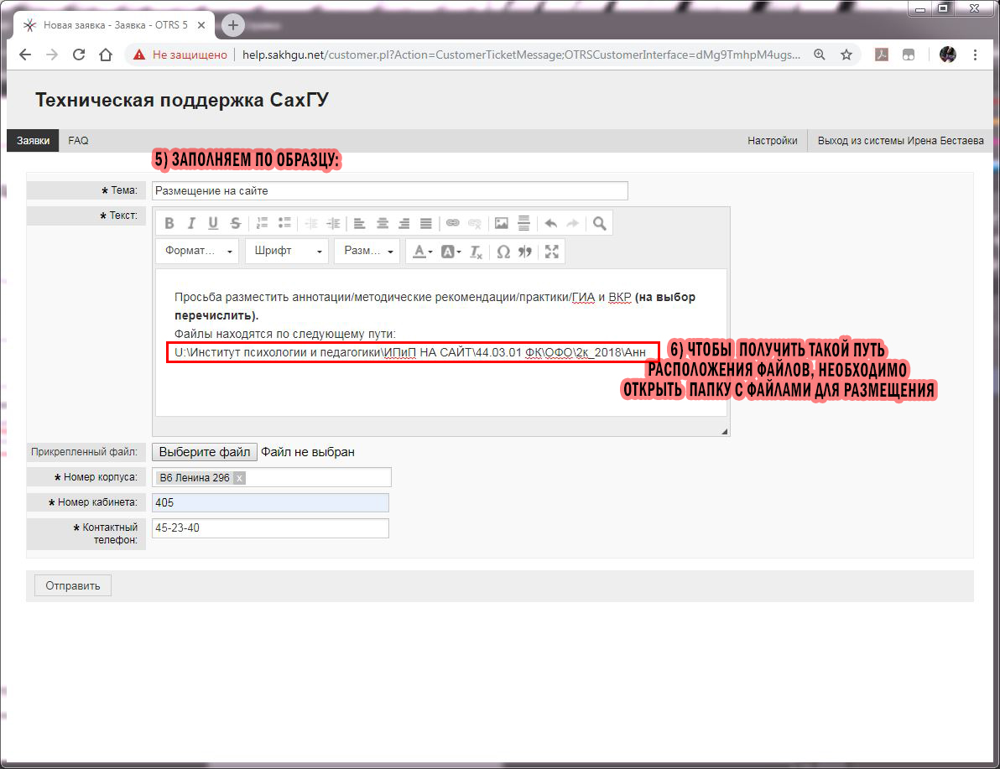 Новая заявка - Заявка - OTRS 5
Не защищено
help.sakhgu.net/customer.pl?Action=CustomerTicketMessage;OTRSCustomerInterface=dMg9TmhpM4ugs...
Техническая поддержка СахГУ
Заявки FAQ Настройки Выход из системы Ирена Бестаева
5) ЗАПОЛНЯЕМ ПО ОБРАЗЦУ:
* Тема: Размещение на сайте
* Текст:
B I U S
Формат... Шрифт Разм... A A Ix Ω
Просьба разместить аннотации/методические рекомендации/практики/ГИА и ВКР (на выбор
перечислить).
Файлы находятся по следующему пути:
U:\Институт психологии и педагогики\ИПиП НА САЙТ\44.03.01 ФК\ОФО\2к_2018\Анн
6) ЧТОБЫ ПОЛУЧИТЬ ТАКОЙ ПУТЬ
РАСПОЛОЖЕНИЯ ФАЙЛОВ, НЕОБХОДИМО
ОТКРЫТЬ ПАПКУ С ФАЙЛАМИ ДЛЯ РАЗМЕЩЕНИЯ
Прикрепленный файл: Выберите файл Файл не выбран
* Номер корпуса: B6 Ленина 296 x
* Номер кабинета: 405
* Контактный
телефон: 45-23-40
Отправить